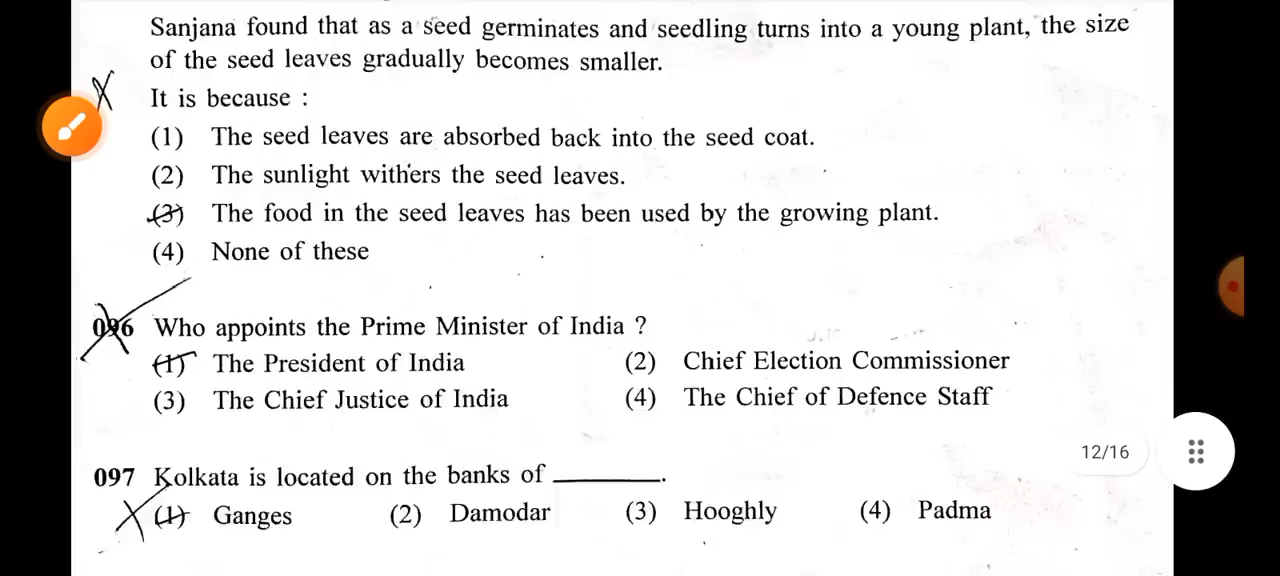 Sanjana found that as a seed germinates and seedling turns into a young plant, the size
of the seed leaves gradually becomes smaller.
It is because :
(1) The seed leaves are absorbed back into the seed coat.
(2) The sunlight withers the seed leaves.
(3) The food in the seed leaves has been used by the growing plant.
(4) None of these
096 Who appoints the Prime Minister of India ?
(1) The President of India (2) Chief Election Commissioner
(3) The Chief Justice of India (4) The Chief of Defence Staff
12/16
097 Kolkata is located on the banks of ________.
(1) Ganges (2) Damodar (3) Hooghly (4) Padma